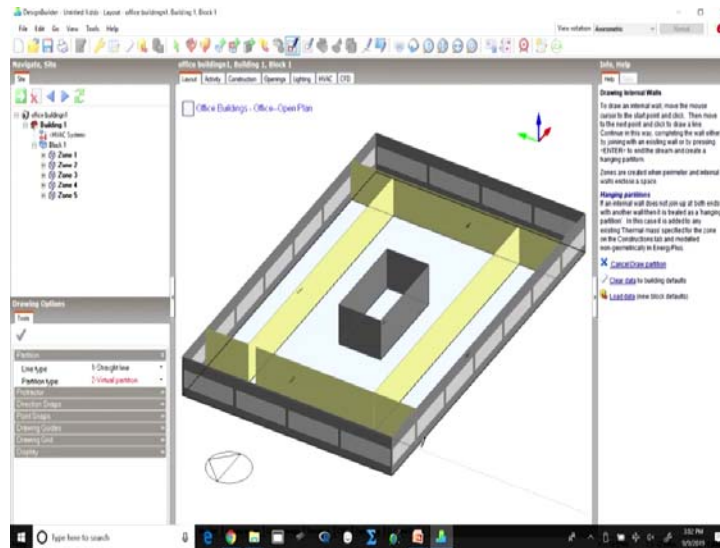 DesignBuilder - Untitled 1.dsb - Layout - office buildings1, Building 1, Block 1
File Edit Go View Tools Help
View rotation Axonometric
Normal
Navigate, Site
Site
office buildings1
Building 1
<HVAC System>
Block 1
Zone 1
Zone 2
Zone 3
Zone 4
Zone 5
Drawing Options
Tools
Partition
Line type 1-Straight line
Partition type 2-Virtual partition
Protractor
Direction Snaps
Point Snaps
Drawing Guides
Drawing Grid
Display
office buildings1, Building 1, Block 1
Layout Activity Construction Openings Lighting HVAC CFD
Office Buildings - Office-Open Plan
Info, Help
Help
Drawing Internal Walls
To draw an internal wall, move the mouse
cursor to the start point and click. Then move
to the next point and click to draw a line.
Continue in this way, completing the wall either
by joining with an existing wall or by pressing
<ENTER> to end the stream and create a
hanging partition.
Zones are created when perimeter and internal
walls enclose a space.
Hanging partitions
If an internal wall does not join up at both ends
with another wall then it is treated as a 'hanging
partition'. In this case it is added to any
existing Thermal mass specified for the zone
on the Constructions tab and modelled
non-geometrically in EnergyPlus.
Cancel Draw partition
Clear data to building defaults
Load data (new block defaults)
Type here to search
3:02 PM
9/9/2019